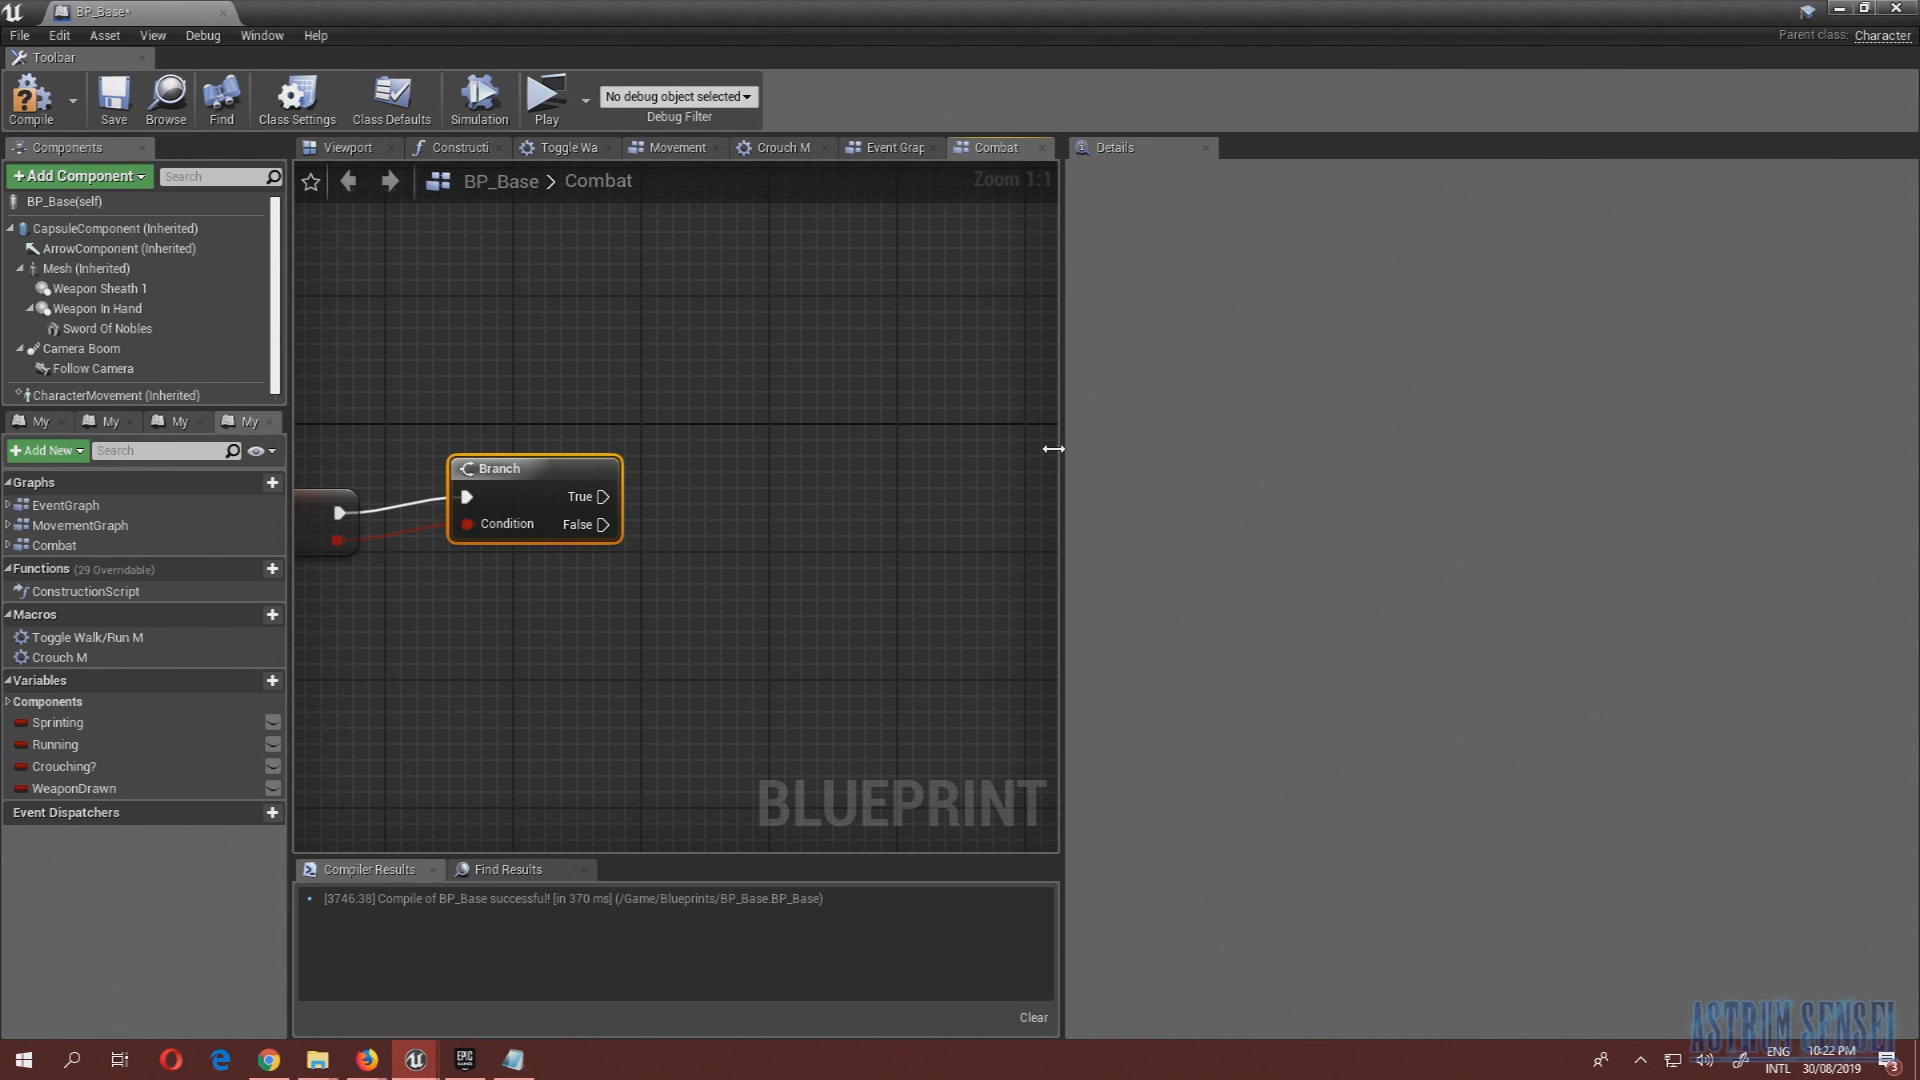 BP_Base*
File Edit Asset View Debug Window Help
Parent class: Character
Toolbar
Compile Save Browse Find Class Settings Class Defaults Simulation Play
No debug object selected
Debug Filter
Components
Viewport Constructi Toggle Wa Movement Crouch M Event Grap Combat Details
+Add Component Search
BP_Base > Combat
Zoom 1:1
BP_Base(self)
CapsuleComponent (Inherited)
ArrowComponent (Inherited)
Mesh (Inherited)
Weapon Sheath 1
Weapon In Hand
Sword Of Nobles
Camera Boom
Follow Camera
CharacterMovement (Inherited)
My My My My
+Add New Search
Graphs
EventGraph
MovementGraph
Combat
Functions (29 Overridable)
ConstructionScript
Macros
Toggle Walk/Run M
Crouch M
Variables
Components
Sprinting
Running
Crouching?
WeaponDrawn
Event Dispatchers
Branch
True
Condition False
BLUEPRINT
Compiler Results Find Results
[3746.38] Compile of BP_Base successful! [in 370 ms] (/Game/Blueprints/BP_Base.BP_Base)
Clear
ASTRUM SENSEI
EPIC GAMES
ENG
INTL
10:22 PM
30/08/2019
3